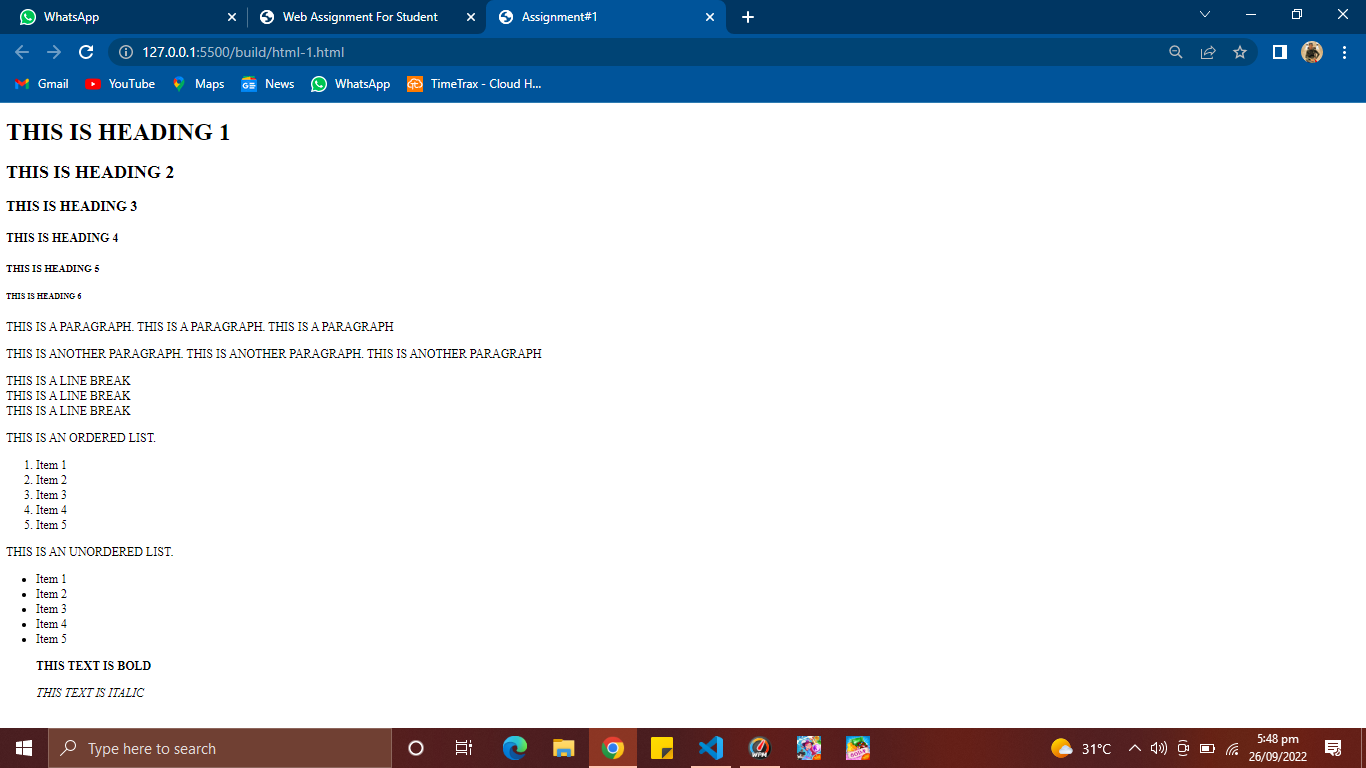 WhatsApp
Web Assignment For Student
Assignment#1
127.0.0.1:5500/build/html-1.html
Gmail
YouTube
Maps
GE
News
WhatsApp
TimeTrax - Cloud H...
THIS IS HEADING 1
THIS IS HEADING 2
THIS IS HEADING 3
THIS IS HEADING 4
THIS IS HEADING 5
THIS IS HEADING 6
THIS IS A PARAGRAPH. THIS IS A PARAGRAPH. THIS IS A PARAGRAPH
THIS IS ANOTHER PARAGRAPH. THIS IS ANOTHER PARAGRAPH. THIS IS ANOTHER PARAGRAPH
THIS IS A LINE BREAK
THIS IS A LINE BREAK
THIS IS A LINE BREAK
THIS IS AN ORDERED LIST.
1. Item 1
2. Item 2
3. Item 3
4. Item 4
5. Item 5
THIS IS AN UNORDERED LIST.
• Item 1
• Item 2
• Item 3
• Item 4
• Item 5
THIS TEXT IS BOLD
THIS TEXT IS ITALIC
Type here to search
WPM
31°C
5:48 pm
26/09/2022